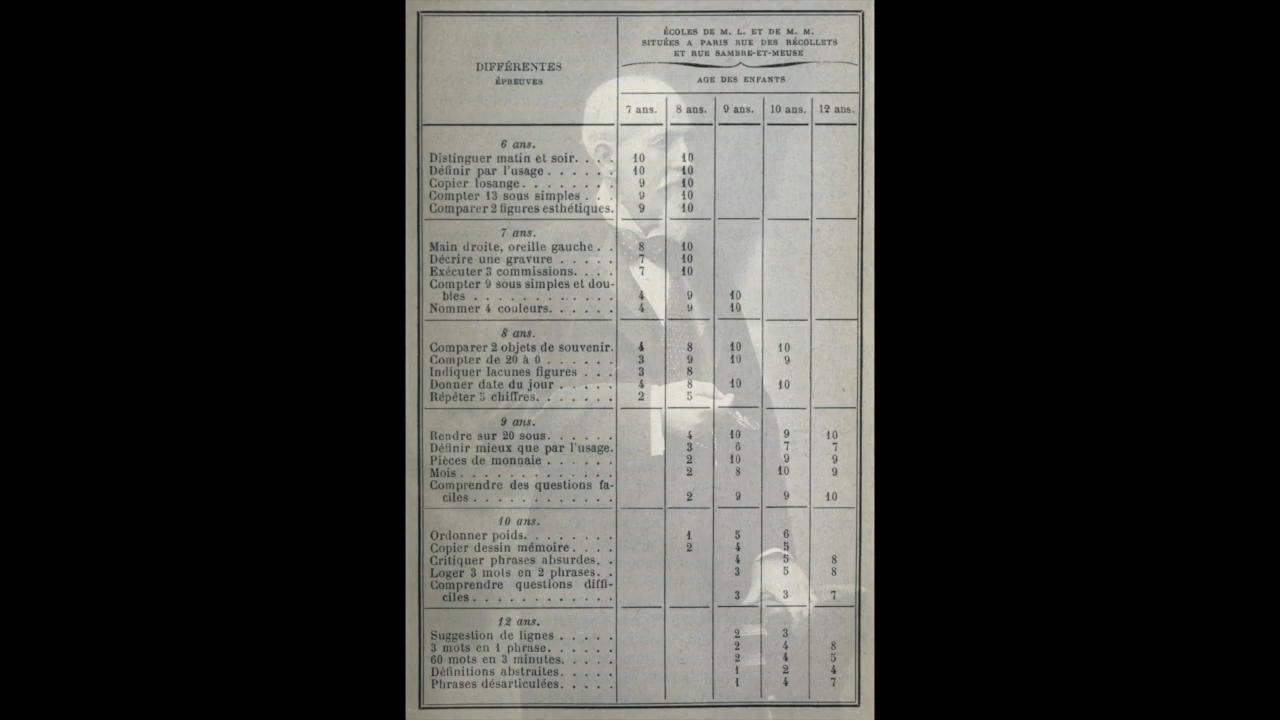 ÉCOLES DE M. L. ET DE M. M.
SITUÉES A PARIS RUE DES RÉCOLLETS
ET RUE SAMBRE-ET-MEUSE
DIFFÉRENTES
ÉPREUVES
AGE DES ENFANTS
7 ans. 8 ans. 9 ans. 10 ans. 12 ans.
6 ans.
Distinguer matin et soir. . . . 10 10
Définir par l'usage . . . . . . 10 10
Copier losange. . . . . . . . 9 10
Compter 13 sous simples . . . 9 10
Comparer 2 figures esthétiques. 9 10
7 ans.
Main droite, oreille gauche . . 8 10
Décrire une gravure . . . . . 7 10
Exécuter 3 commissions. . . . 7 10
Compter 9 sous simples et dou-
bles . . . . . . . . . . . . 4 9 10
Nommer 4 couleurs. . . . . . 4 9 10
8 ans.
Comparer 2 objets de souvenir. 4 8 10 10
Compter de 20 à 0 . . . . . . 3 9 10 9
Indiquer lacunes figures . . . 3 8
Donner date du jour . . . . . 4 8 10 10
Répéter 5 chiffres. . . . . . 2 5
9 ans.
Rendre sur 20 sous. . . . . . 4 10 9 10
Définir mieux que par l'usage. 3 6 7 7
Pièces de monnaie . . . . . . 2 10 9 9
Mois . . . . . . . . . . . . 2 8 10 9
Comprendre des questions fa-
ciles . . . . . . . . . . . . 2 9 9 10
10 ans.
Ordonner poids. . . . . . . . 1 5 6
Copier dessin mémoire . . . . 2 4 5
Critiquer phrases absurdes. . 4 5 8
Loger 3 mots en 2 phrases. . 3 5 8
Comprendre questions diffi-
ciles . . . . . . . . . . . . 3 3 7
12 ans.
Suggestion de lignes . . . . . 2 3
3 mots en 1 phrase. . . . . . 2 4 8
60 mots en 3 minutes. . . . . 2 4 5
Définitions abstraites. . . . . 1 2 4
Phrases désarticulées. . . . . 1 4 7